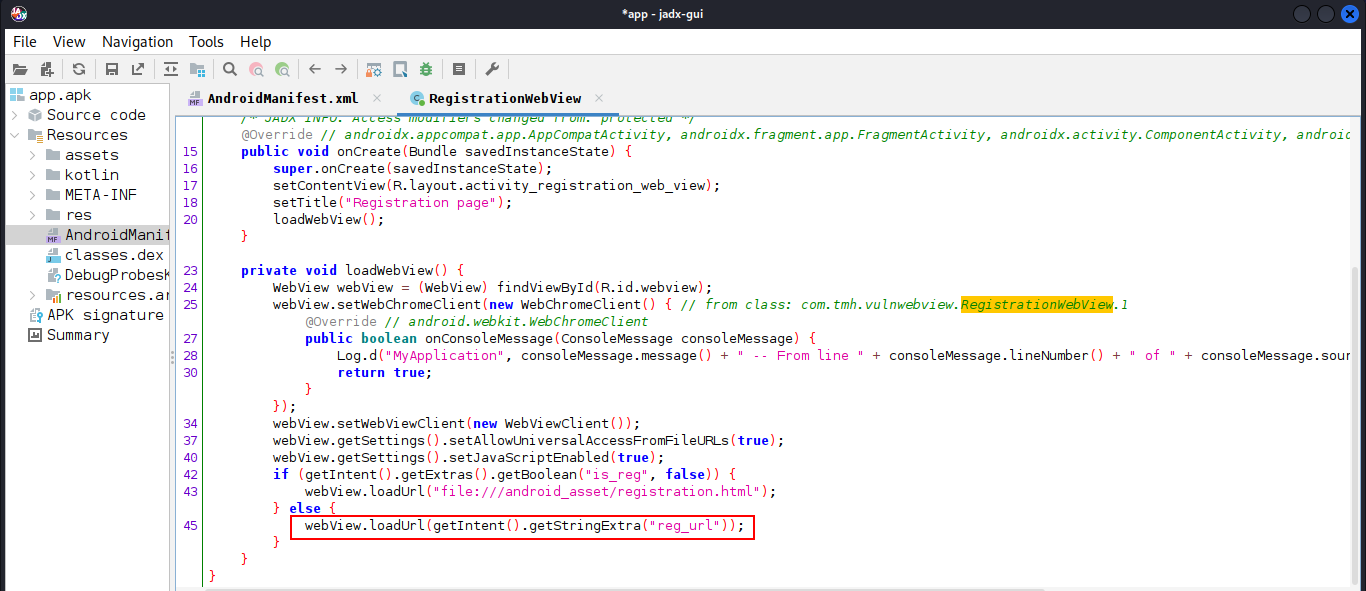 *app - jadx-gui
File View Navigation Tools Help
app.apk
Source code
Resources
assets
kotlin
META-INF
res
AndroidManif
classes.dex
DebugProbesK
resources.ar
APK signature
Summary
AndroidManifest.xml RegistrationWebView
/* JADX INFO: Access modifiers changed from: protected */
@Override // androidx.appcompat.app.AppCompatActivity, androidx.fragment.app.FragmentActivity, androidx.activity.ComponentActivity, androi
15 public void onCreate(Bundle savedInstanceState) {
16 super.onCreate(savedInstanceState);
17 setContentView(R.layout.activity_registration_web_view);
18 setTitle("Registration page");
20 loadWebView();
}
23 private void loadWebView() {
24 WebView webView = (WebView) findViewById(R.id.webview);
25 webView.setWebChromeClient(new WebChromeClient() { // from class: com.tmh.vulnwebview.RegistrationWebView.1
@Override // android.webkit.WebChromeClient
27 public boolean onConsoleMessage(ConsoleMessage consoleMessage) {
28 Log.d("MyApplication", consoleMessage.message() + " -- From line " + consoleMessage.lineNumber() + " of " + consoleMessage.sour
30 return true;
}
});
34 webView.setWebViewClient(new WebViewClient());
37 webView.getSettings().setAllowUniversalAccessFromFileURLs(true);
40 webView.getSettings().setJavaScriptEnabled(true);
42 if (getIntent().getExtras().getBoolean("is_reg", false)) {
43 webView.loadUrl("file:///android_asset/registration.html");
} else {
45 webView.loadUrl(getIntent().getStringExtra("reg_url"));
}
}
}